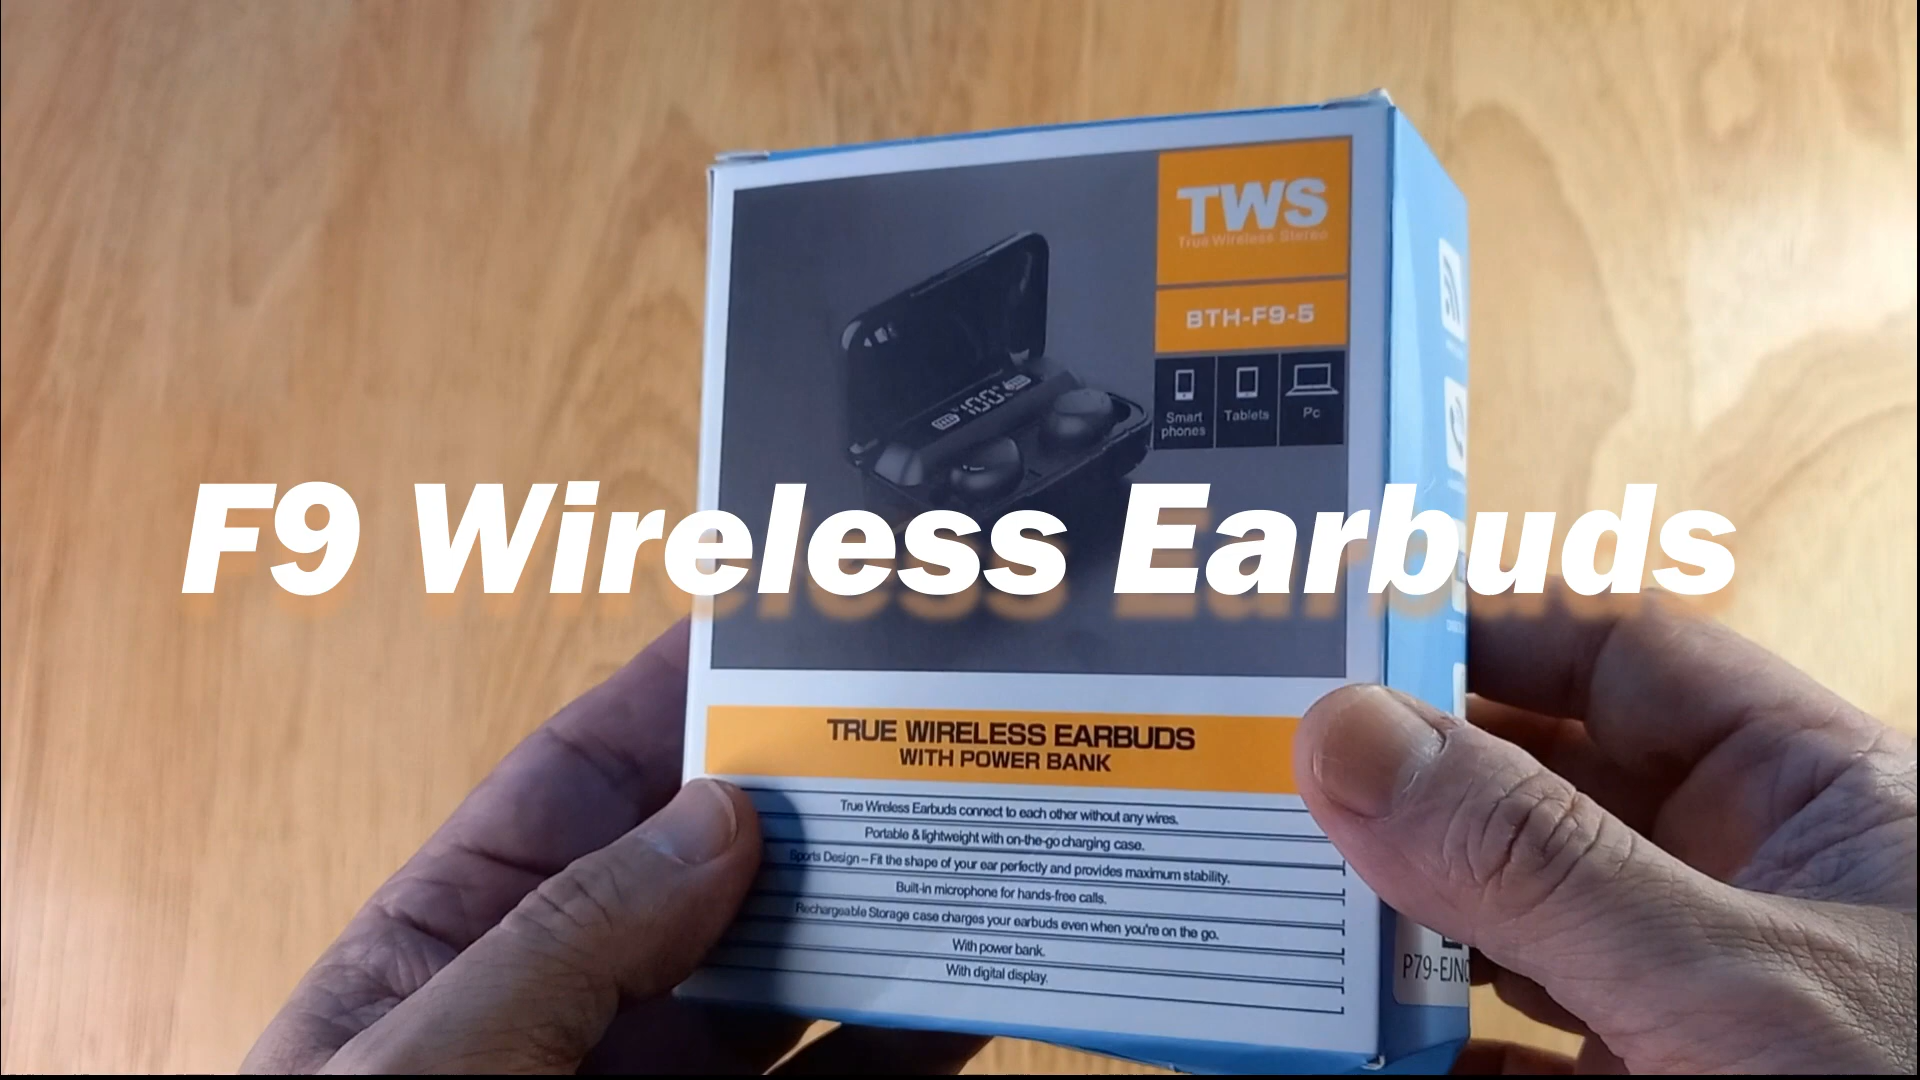 TWS
True Wireless Stereo
BTH-F9-5
Smart
phones
Tablets
Pc
100
F9 Wireless Earbuds
TRUE WIRELESS EARBUDS
WITH POWER BANK
True Wireless Earbuds connect to each other without any wires.
Portable & lightweight with on-the-go charging case.
Sports Design – Fit the shape of your ear perfectly and provides maximum stability.
Built-in microphone for hands-free calls.
Rechargeable Storage case charges your earbuds even when you're on the go.
With power bank.
With digital display.
P79-EJN